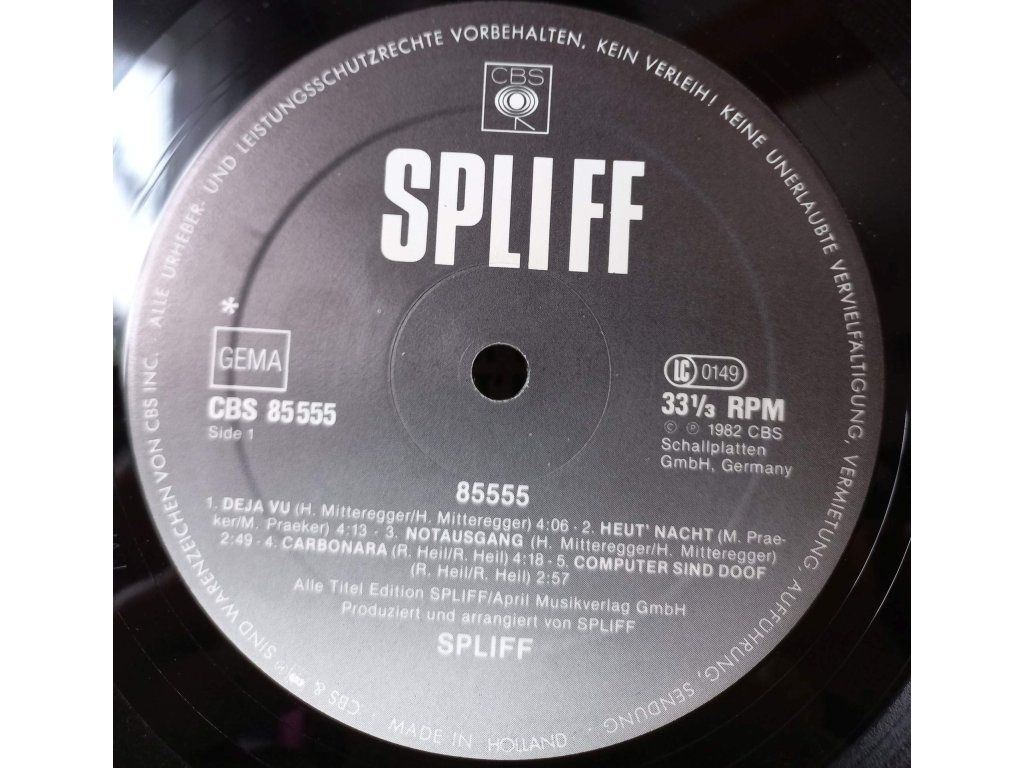 ALLE URHEBER- UND LEISTUNGSSCHUTZRECHTE VORBEHALTEN. KEIN VERLEIH! KEINE UNERLAUBTE VERVIELFÄLTIGUNG, VERMIETUNG, AUFFÜHRUNG, SENDUNG ·
CBS
SPLIFF
*
GEMA
CBS 85555
Side 1
LC 0149
33⅓ RPM
© ℗ 1982 CBS
Schallplatten
GmbH, Germany
85555
1. DEJA VU (H. Mitteregger/H. Mitteregger) 4:06 - 2. HEUT' NACHT (M. Prae-
ker/M. Praeker) 4:13 - 3. NOTAUSGANG (H. Mitteregger/H. Mitteregger)
2:49 - 4. CARBONARA (R. Heil/R. Heil) 4:18 - 5. COMPUTER SIND DOOF
(R. Heil/R. Heil) 2:57
Alle Titel Edition SPLIFF/April Musikverlag GmbH
Produziert und arrangiert von SPLIFF
SPLIFF
CBS & SIND WARENZEICHEN VON CBS INC.
MADE IN HOLLAND ·